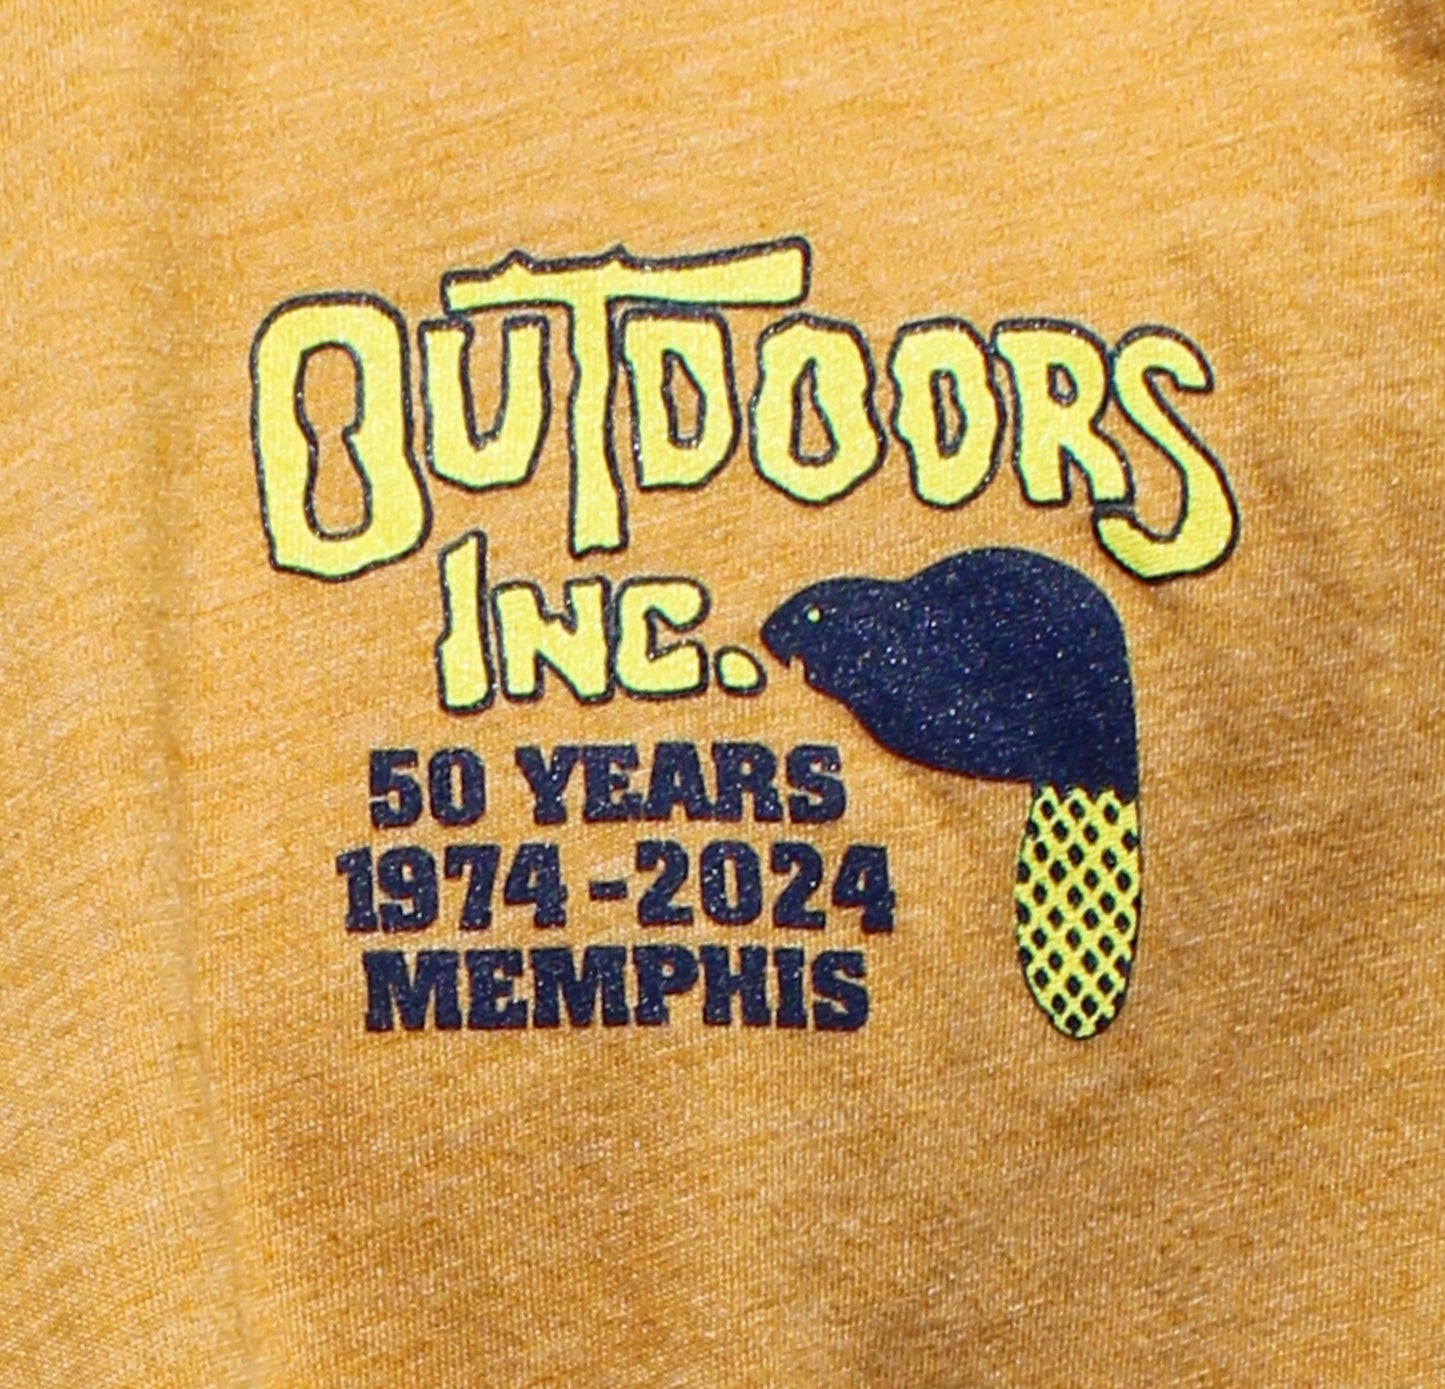 OUTDOORS
INC.
50 YEARS
1974-2024
MEMPHIS